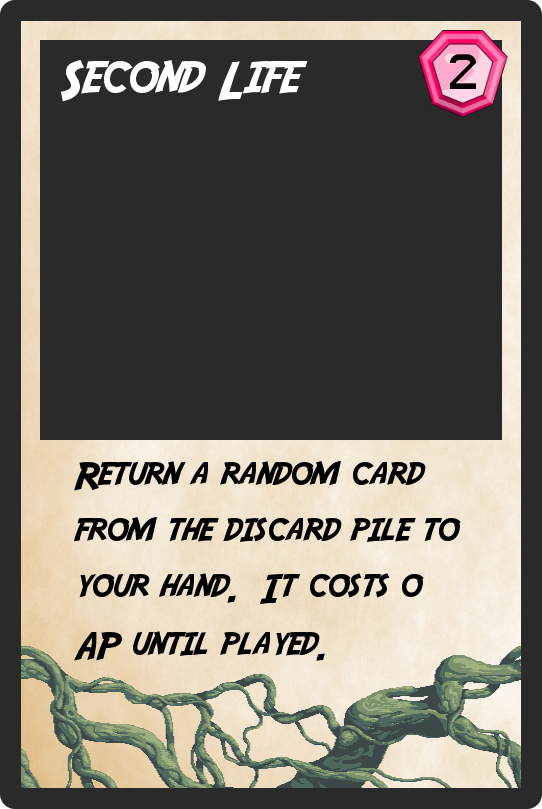 Second Life
2
Return a random card
from the discard pile to
your hand. It costs 0
AP until played.